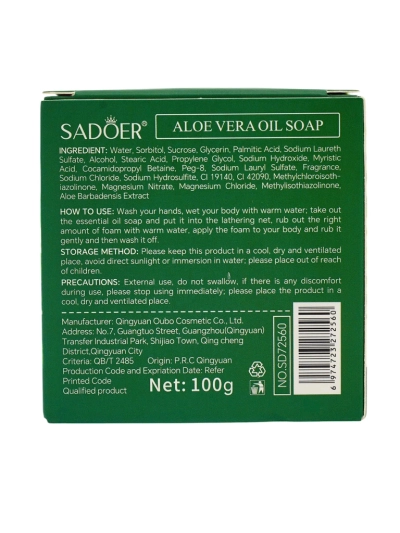 SADOER®
ALOE VERA OIL SOAP
INGREDIENT: Water, Sorbitol, Sucrose, Glycerin, Palmitic Acid, Sodium Laureth
Sulfate, Alcohol, Stearic Acid, Propylene Glycol, Sodium Hydroxide, Myristic
Acid, Cocamidopropyl Betaine, Peg-8, Sodium Lauryl Sulfate, Fragrance,
Sodium Chloride, Sodium Hydrosulfite, CI 19140, CI 42090, Methylchloroisoth-
iazolinone, Magnesium Nitrate, Magnesium Chloride, Methylisothiazolinone,
Aloe Barbadensis Extract
HOW TO USE: Wash your hands, wet your body with warm water; take out
the essential oil soap and put it into the lathering net, rub out the right
amount of foam with warm water, apply the foam to your body and rub it
gently and then wash it off.
STORAGE METHOD: Please keep this product in a cool, dry and ventilated
place, avoid direct sunlight or immersion in water; please place out of reach
of children.
PRECAUTIONS: External use, do not swallow, if there is any discomfort
during use, please stop using immediately; please place the product in a
cool, dry and ventilated place.
Manufacturer: Qingyuan Oubo Cosmetic Co., Ltd.
Address: No.7, Guangtuo Street, Guangzhou(Qingyuan)
Transfer Industrial Park, Shijiao Town, Qing cheng
District,Qingyuan City
Criteria: QB/T 2485 Origin: P.R.C Qingyuan
Production Code and Expiration Date: Refer
Printed Code
Qualified product
Net: 100g
NO.SD72560
6 974723 272560